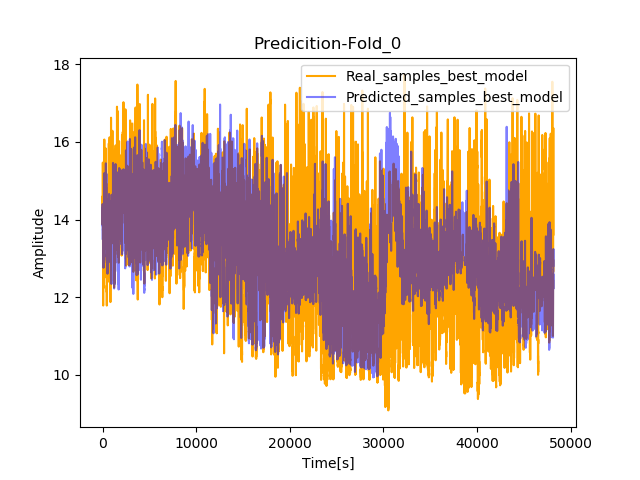 Predicition-Fold_0
Real_samples_best_model
Predicted_samples_best_model
18
16
14
12
10
Amplitude
0
10000
20000
30000
40000
50000
Time[s]